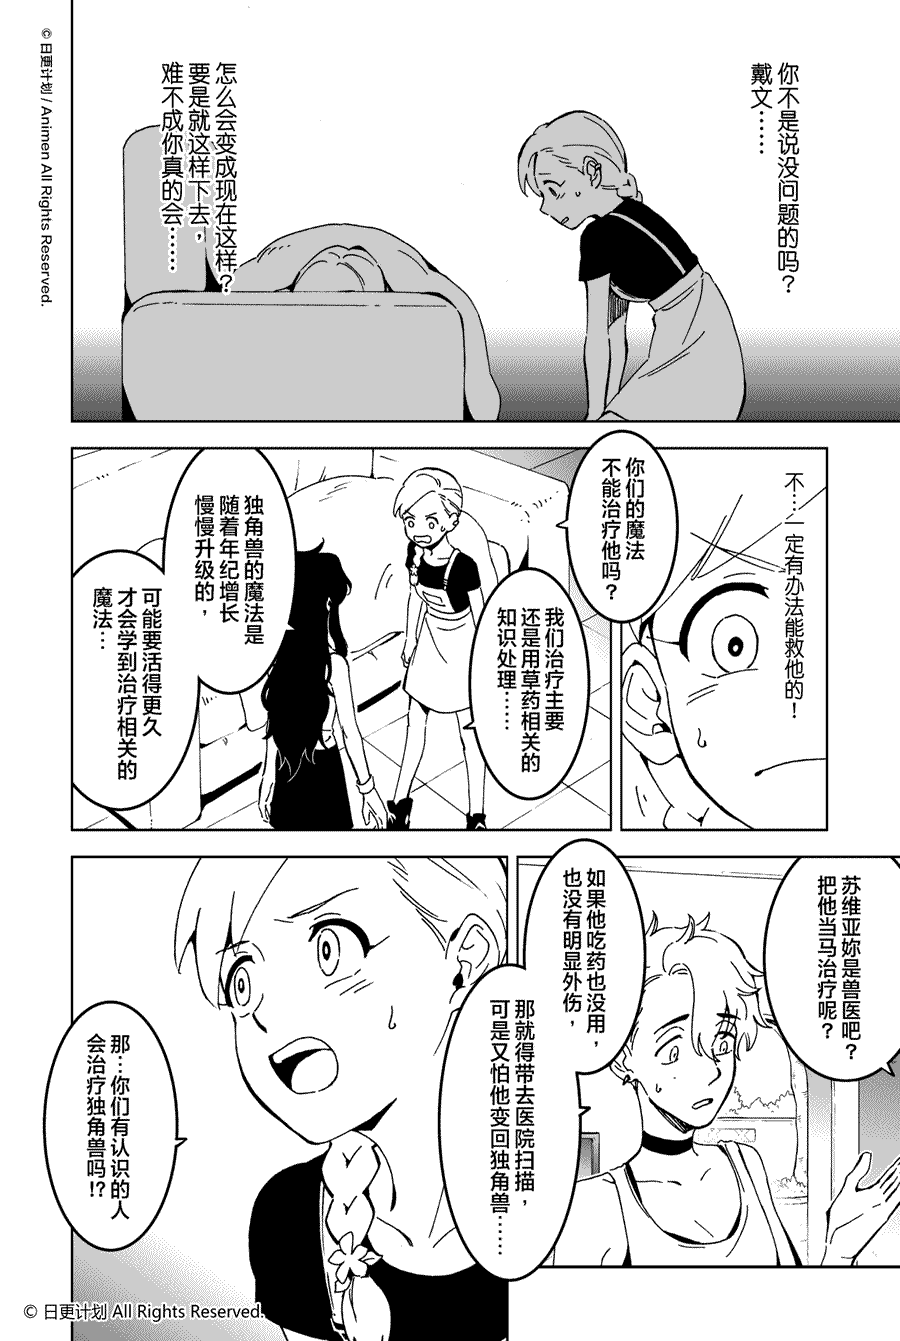 你不是说没问题的吗？
戴文……
怎么会变成现在这样？
要是就这样下去，
难不成你真的会……
不…一定有办法能救他的！
你们的魔法
不能治疗他吗？
我们治疗主要
还是用草药相关的
知识处理……
独角兽的魔法是
随着年纪增长
慢慢升级的，
可能要活得更久
才会学到治疗相关的
魔法…
苏维亚妳是兽医吧？
把他当马治疗呢？
如果他吃药也没用，
也没有明显外伤，
那就得带去医院扫描，
可是又怕他变回独角兽……
那…你们有认识的人
会治疗独角兽吗!?
© 日更计划 / Animen All Rights Reserved.
© 日更计划 All Rights Reserved.